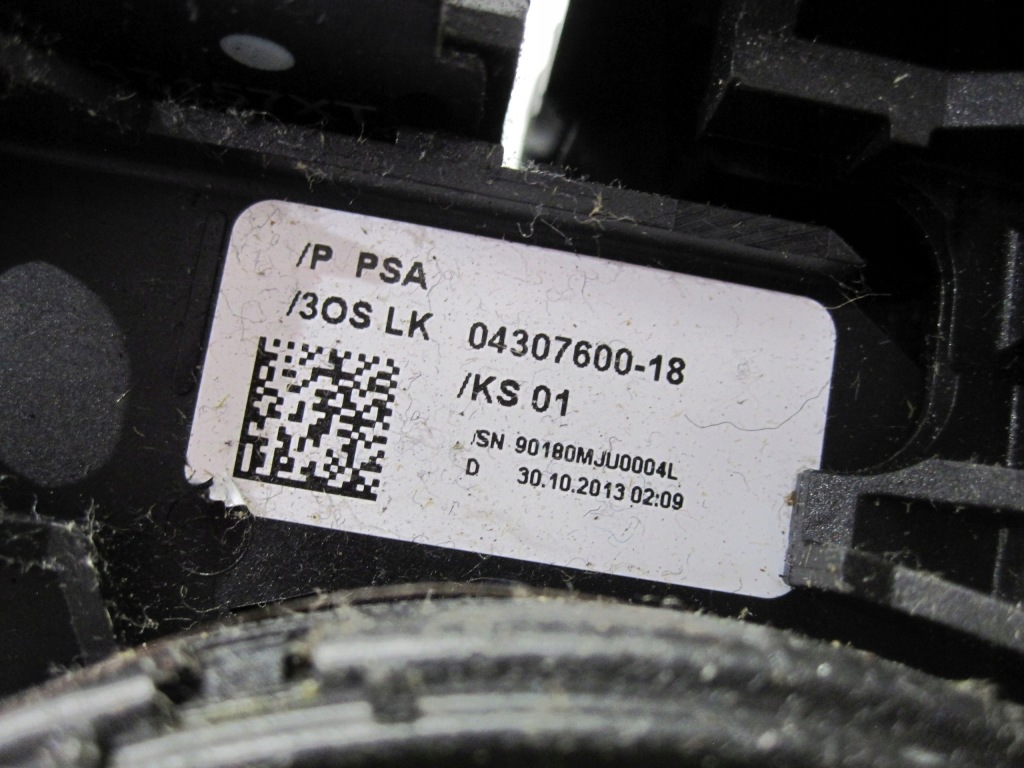 /P PSA
/3OS LK 04307600-18
/KS 01
/SN 90180MJU0004L
D 30.10.2013 02:09